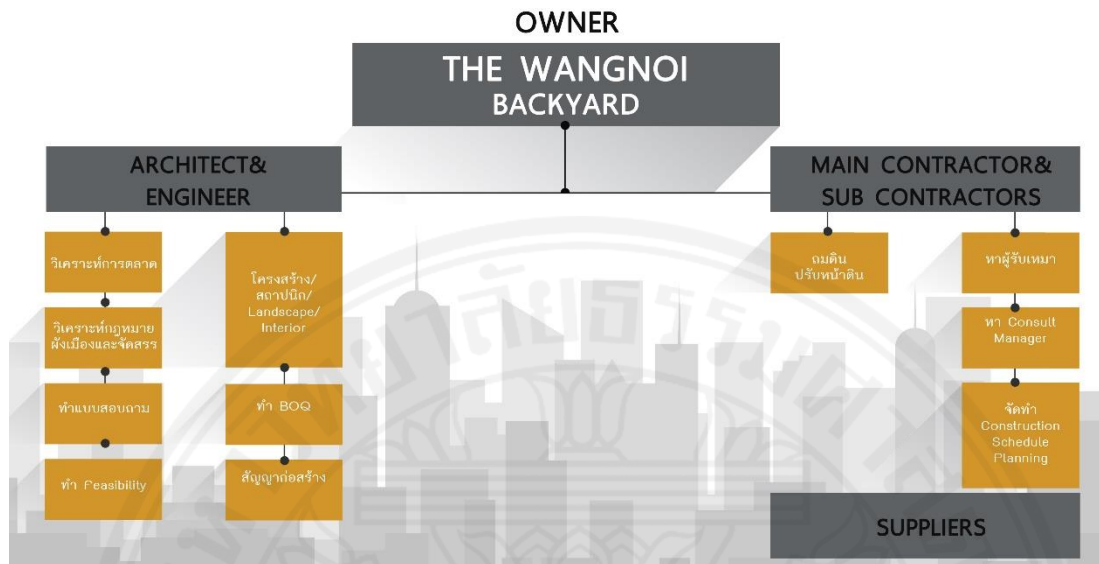 OWNER
THE WANGNOI
BACKYARD
ARCHITECT&
ENGINEER
วิเคราะห์การตลาด
วิเคราะห์กฎหมาย
ผังเมืองและจัดสรร
ทำแบบสอบถาม
ทำ Feasibility
โครงสร้าง/
สถาปนิก/
Landscape/
Interior
ทำ BOQ
สัญญาก่อสร้าง
MAIN CONTRACTOR&
SUB CONTRACTORS
ถมดิน
ปรับหน้าดิน
หาผู้รับเหมา
หา Consult
Manager
จัดทำ
Construction
Schedule
Planning
SUPPLIERS